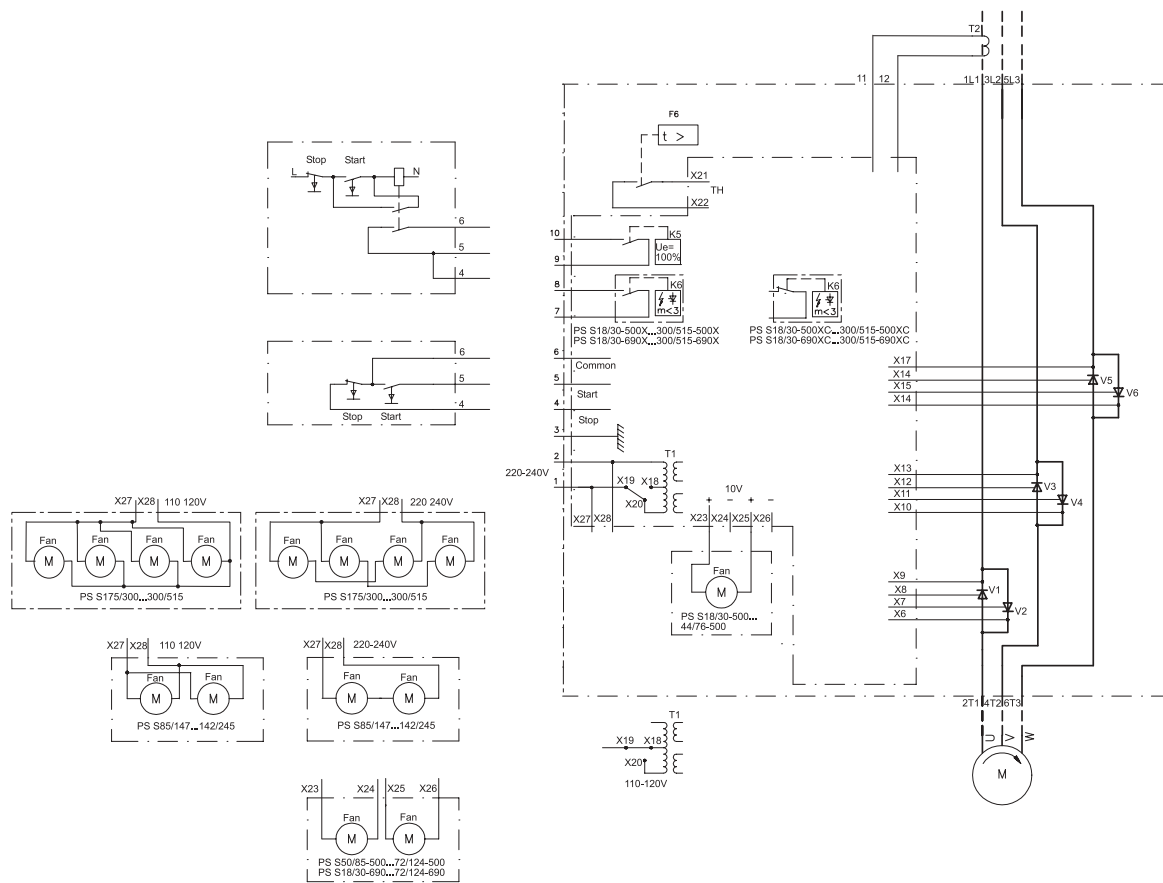 T2
11 12 1L1 3L2 5L3
F6
t >
Stop Start
L N
X21
TH
X22
6
5
4
10 K5
Ue=
100%
9
8 K6
m<3
7
K6
m<3
PS S18/30-500X...300/515-500X
PS S18/30-690X...300/515-690X
PS S18/30-500XC...300/515-500XC
PS S18/30-690XC...300/515-690XC
6
5
4
Stop Start
6
Common
5
Start
4
Stop
3
2
220-240V
1
T1
X19 X18
X20
X27 X28
10V
+ – + –
X23 X24 X25 X26
Fan
M
PS S18/30-500...
44/76-500
X17
X14
X15
X14
V5
V6
X13
X12
X11
X10
V3
V4
X9
X8
X7
X6
V1
V2
X27 X28 110 120V
Fan Fan Fan Fan
M M M M
PS S175/300...300/515
X27 X28 220 240V
Fan Fan Fan Fan
M M M M
PS S175/300...300/515
X27 X28 110 120V
Fan Fan
M M
PS S85/147...142/245
X27 X28 220-240V
Fan Fan
M M
PS S85/147...142/245
T1
X19 X18
X20
110-120V
2T1 4T2 6T3
U V W
M
X23 X24 X25 X26
Fan Fan
M M
PS S50/85-500...72/124-500
PS S18/30-690...72/124-690